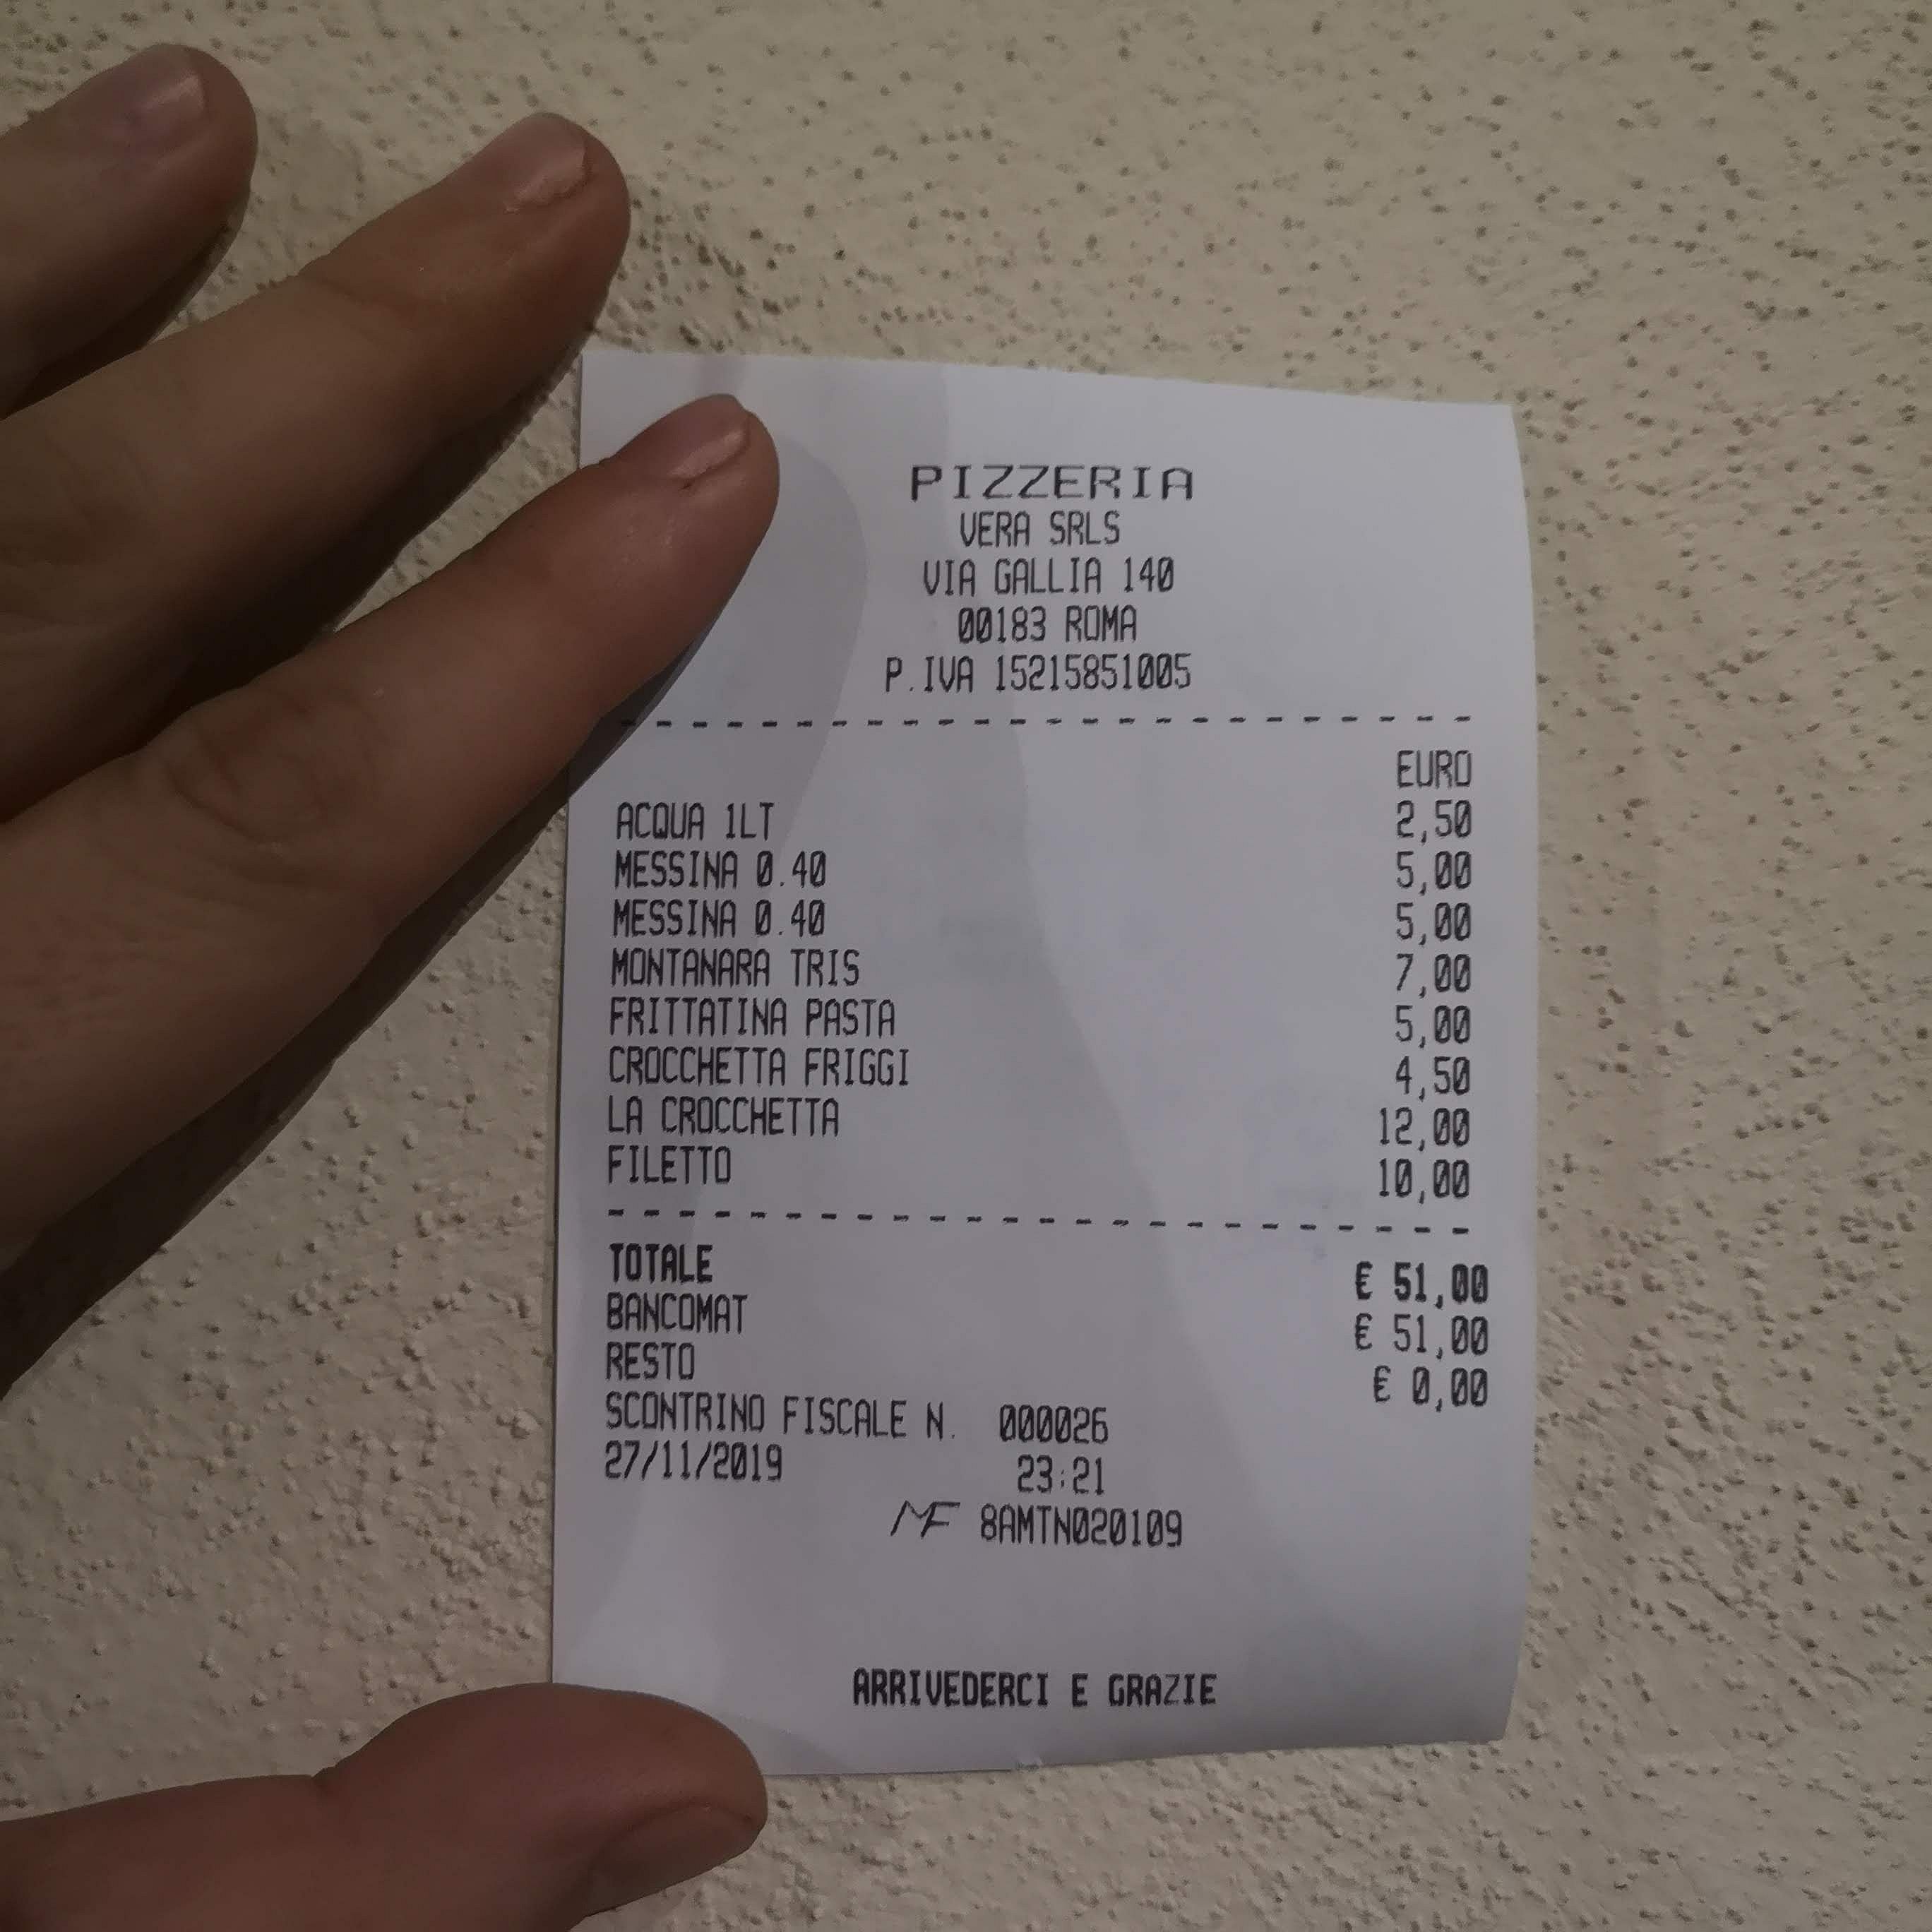 PIZZERIA
VERA SRLS
VIA GALLIA 140
00183 ROMA
P.IVA 15215851005
EURO
ACQUA 1LT 2,50
MESSINA 0.40 5,00
MESSINA 0.40 5,00
MONTANARA TRIS 7,00
FRITTATINA PASTA 5,00
CROCCHETTA FRIGGI 4,50
LA CROCCHETTA 12,00
FILETTO 10,00
TOTALE € 51,00
BANCOMAT € 51,00
RESTO € 0,00
SCONTRINO FISCALE N. 000026
27/11/2019 23:21
MF 8AMTN020109
ARRIVEDERCI E GRAZIE